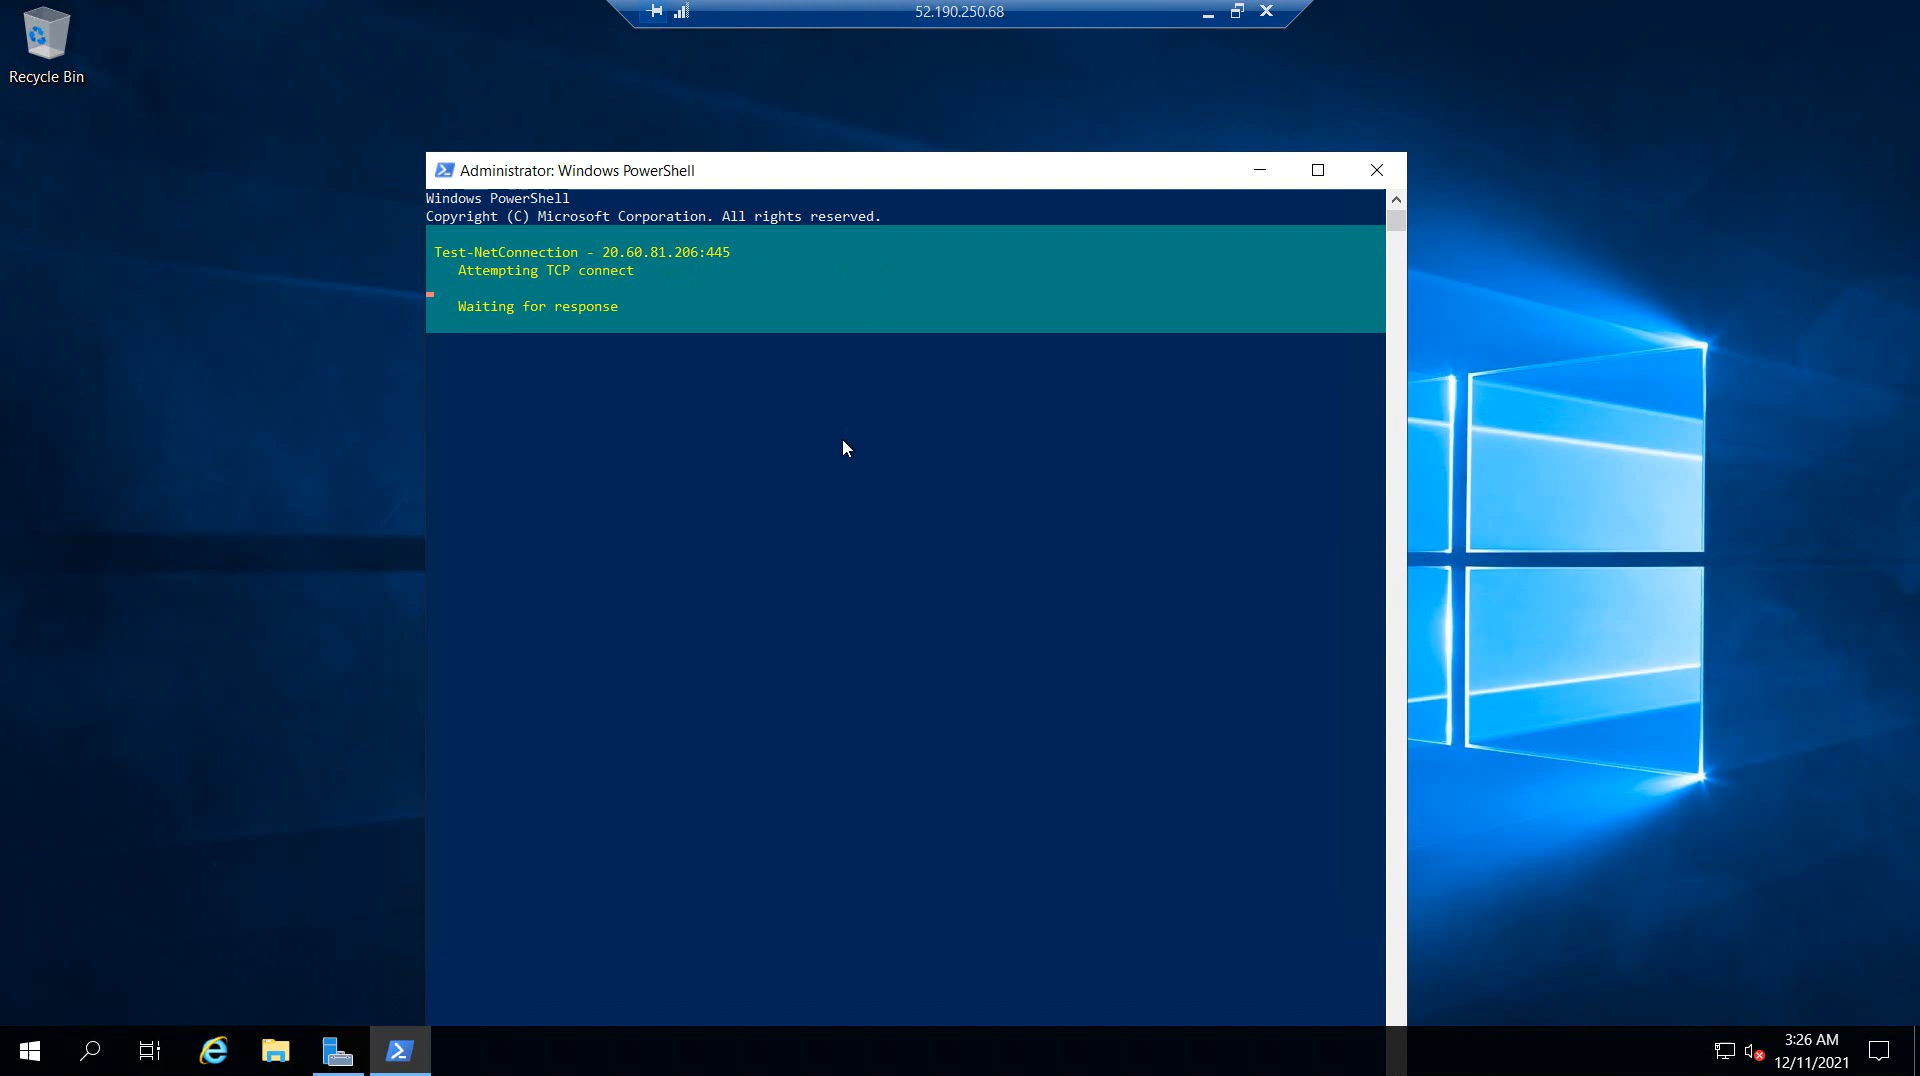 52.190.250.68
Recycle Bin
Administrator: Windows PowerShell
Windows PowerShell
Copyright (C) Microsoft Corporation. All rights reserved.
Test-NetConnection - 20.60.81.206:445
Attempting TCP connect
Waiting for response
3:26 AM
12/11/2021